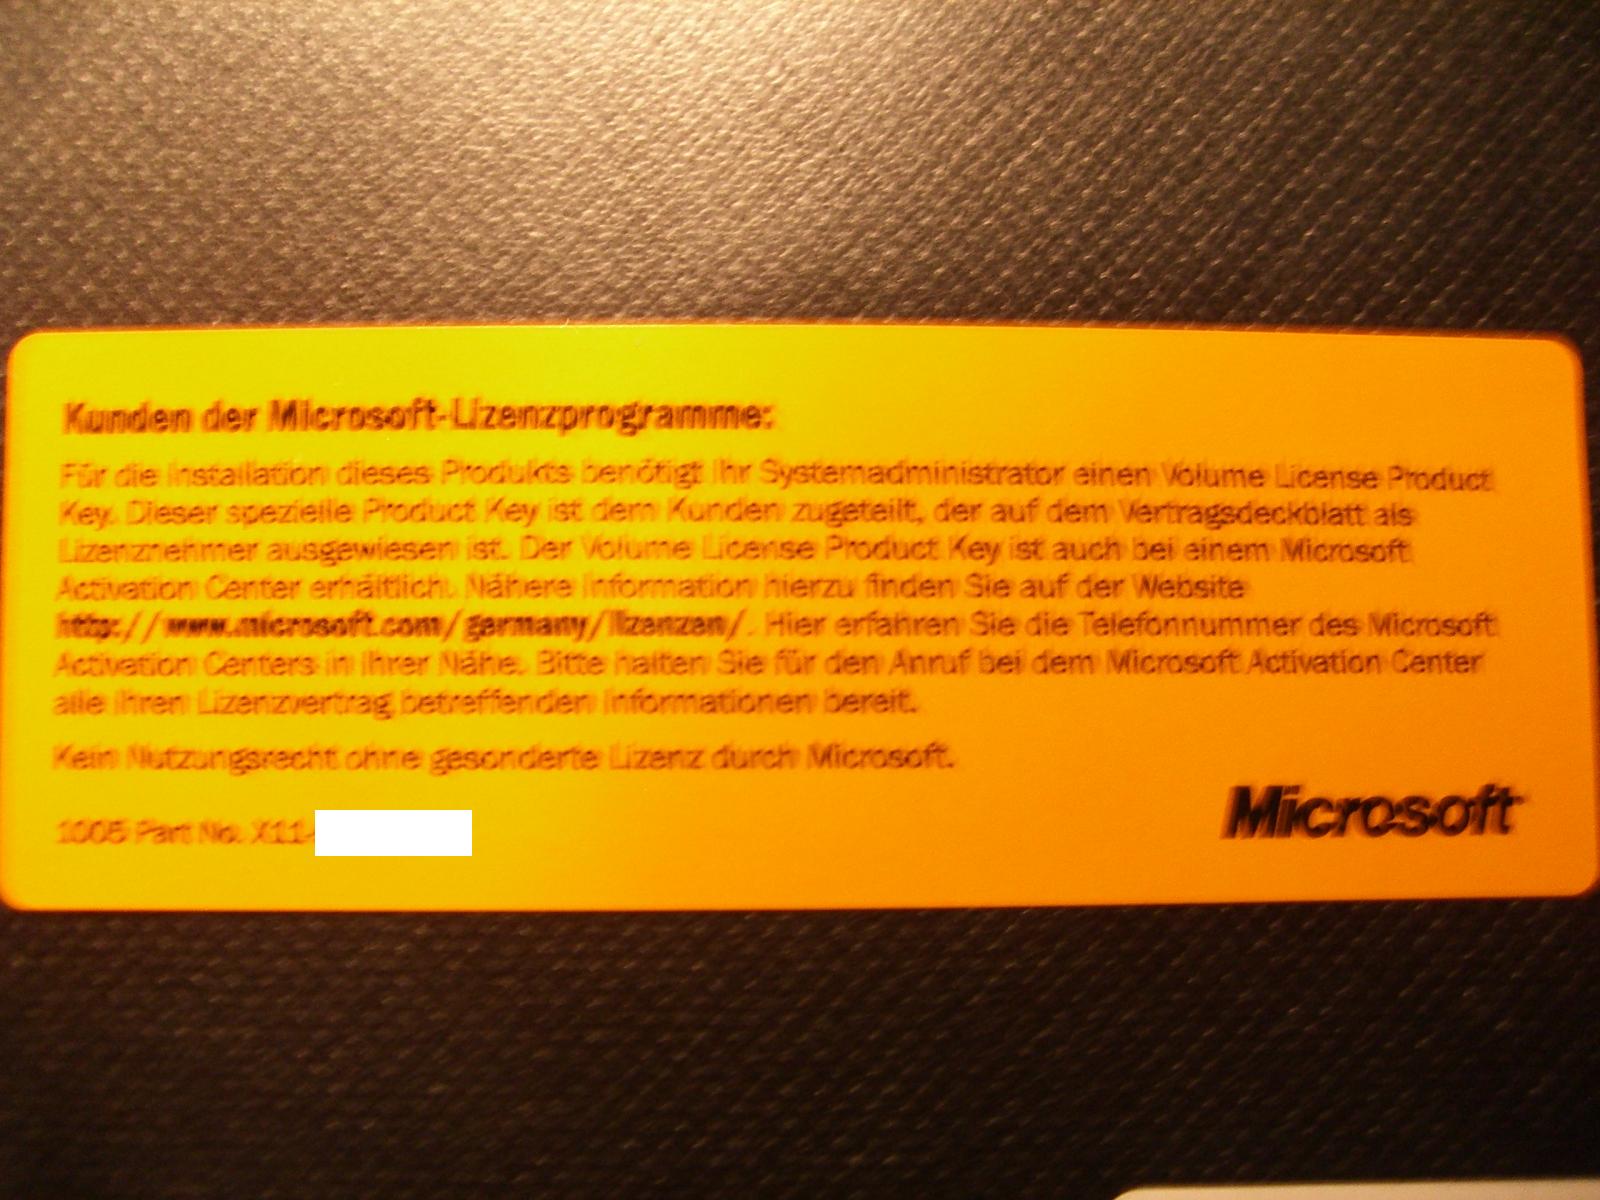 Kunden der Microsoft-Lizenzprogramme:
Für die Installation dieses Produkts benötigt Ihr Systemadministrator einen Volume License Product
Key. Dieser spezielle Product Key ist dem Kunden zugeteilt, der auf dem Vertragsdeckblatt als
Lizenznehmer ausgewiesen ist. Der Volume License Product Key ist auch bei einem Microsoft
Activation Center erhältlich. Nähere Information hierzu finden Sie auf der Website
http://www.microsoft.com/germany/lizenzen/. Hier erfahren Sie die Telefonnummer des Microsoft
Activation Centers in Ihrer Nähe. Bitte halten Sie für den Anruf bei dem Microsoft Activation Center
alle Ihren Lizenzvertrag betreffenden Informationen bereit.
Kein Nutzungsrecht ohne gesonderte Lizenz durch Microsoft.
1005 Part No. X11-
Microsoft